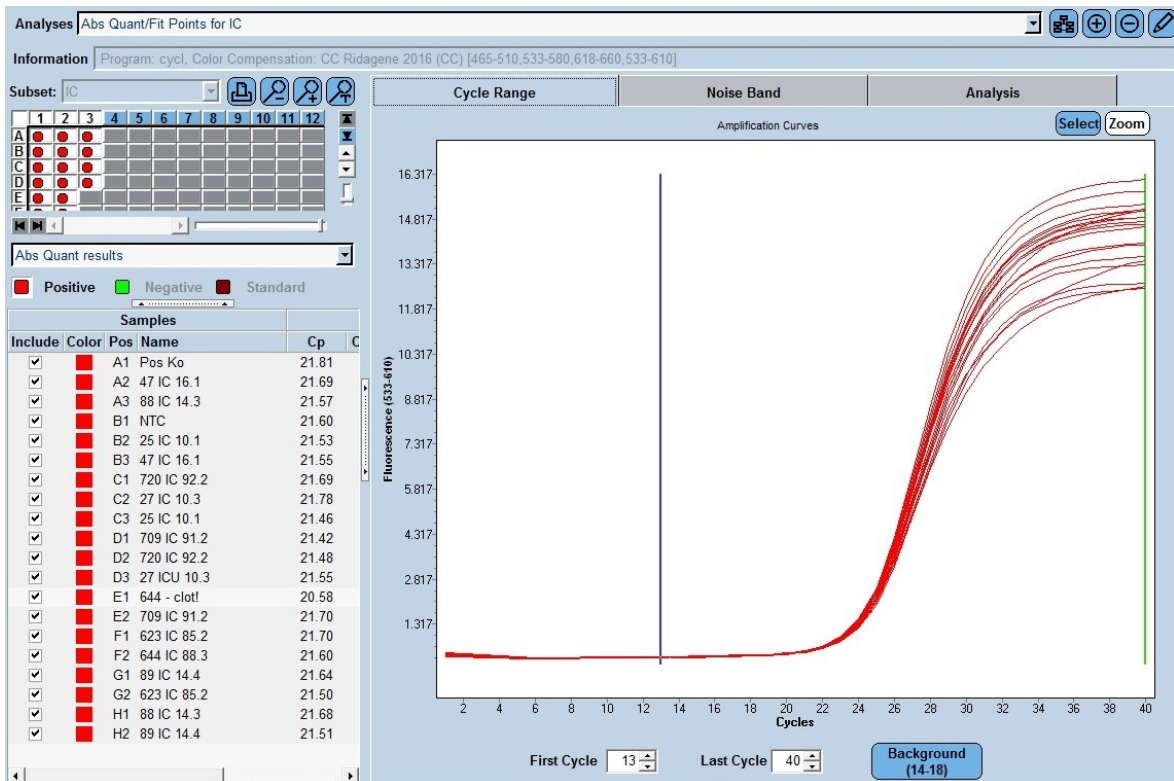 Analyses Abs Quant/Fit Points for IC
Information Program: cycl, Color Compensation: CC Ridagene 2016 (CC) [465-510,533-580,618-660,533-610]
Subset: IC
1 2 3 4 5 6 7 8 9 10 11 12
A
B
C
D
E
Abs Quant results
Positive Negative Standard
Samples
Include Color Pos Name Cp C
A1 Pos Ko 21.81
A2 47 IC 16.1 21.69
A3 88 IC 14.3 21.57
B1 NTC 21.60
B2 25 IC 10.1 21.53
B3 47 IC 16.1 21.55
C1 720 IC 92.2 21.69
C2 27 IC 10.3 21.78
C3 25 IC 10.1 21.46
D1 709 IC 91.2 21.42
D2 720 IC 92.2 21.48
D3 27 ICU 10.3 21.55
E1 644 - clot! 20.58
E2 709 IC 91.2 21.70
F1 623 IC 85.2 21.70
F2 644 IC 88.3 21.60
G1 89 IC 14.4 21.64
G2 623 IC 85.2 21.50
H1 88 IC 14.3 21.68
H2 89 IC 14.4 21.51
Cycle Range Noise Band Analysis
Amplification Curves
Select Zoom
Fluorescence (533-610)
16.317
14.817
13.317
11.817
10.317
8.817
7.317
5.817
4.317
2.817
1.317
2 4 6 8 10 12 14 16 18 20 22 24 26 28 30 32 34 36 38 40
Cycles
First Cycle 13 Last Cycle 40 Background
(14-18)